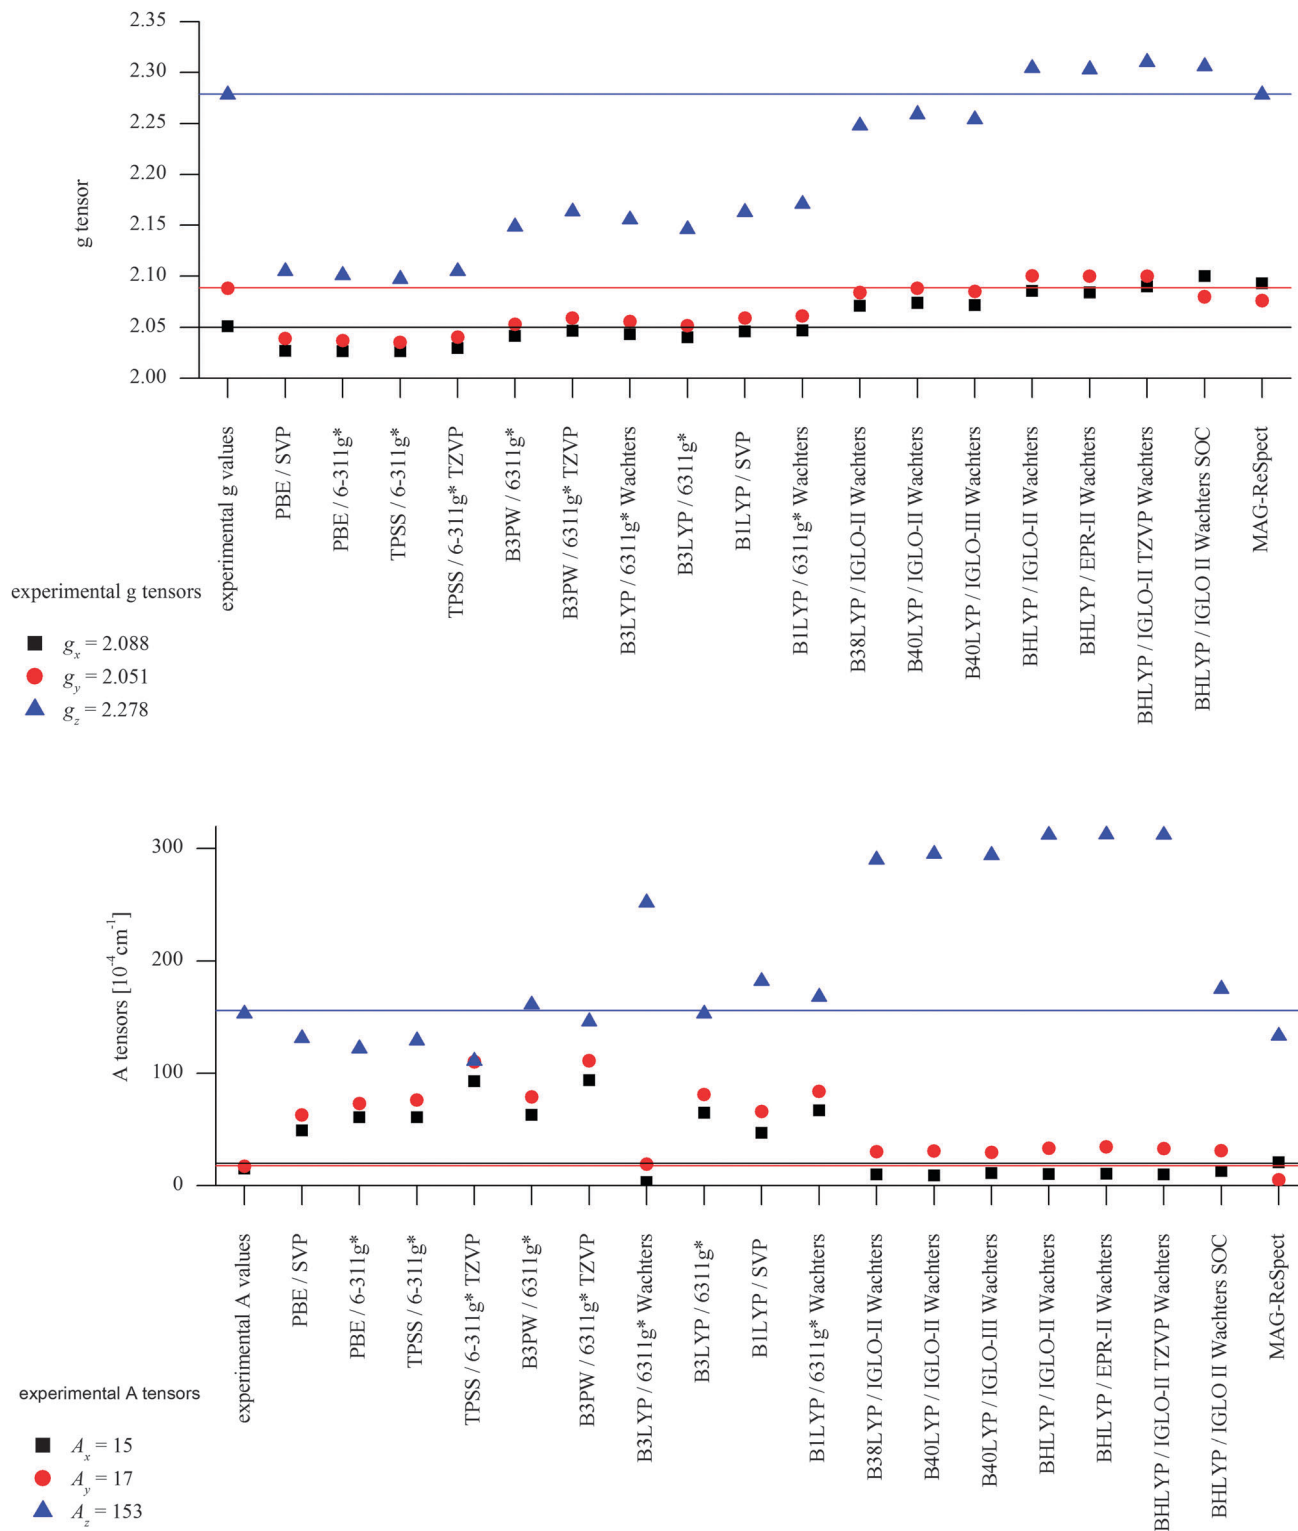 2.35
2.30
2.25
2.20
2.15
2.10
2.05
2.00
g tensor
experimental g values
PBE / SVP
PBE / 6-311g*
TPSS / 6-311g*
TPSS / 6-311g* TZVP
B3PW / 6311g*
B3PW / 6311g* TZVP
B3LYP / 6311g* Wachters
B3LYP / 6311g*
B1LYP / SVP
B1LYP / 6311g* Wachters
B38LYP / IGLO-II Wachters
B40LYP / IGLO-II Wachters
B40LYP / IGLO-III Wachters
BHLYP / IGLO-II Wachters
BHLYP / EPR-II Wachters
BHLYP / IGLO-II TZVP Wachters
BHLYP / IGLO II Wachters SOC
MAG-ReSpect
experimental g tensors
gx = 2.088
gy = 2.051
gz = 2.278
300
200
100
0
A tensors [10-4cm-1]
experimental A values
PBE / SVP
PBE / 6-311g*
TPSS / 6-311g*
TPSS / 6-311g* TZVP
B3PW / 6311g*
B3PW / 6311g* TZVP
B3LYP / 6311g* Wachters
B3LYP / 6311g*
B1LYP / SVP
B1LYP / 6311g* Wachters
B38LYP / IGLO-II Wachters
B40LYP / IGLO-II Wachters
B40LYP / IGLO-III Wachters
BHLYP / IGLO-II Wachters
BHLYP / EPR-II Wachters
BHLYP / IGLO-II TZVP Wachters
BHLYP / IGLO II Wachters SOC
MAG-ReSpect
experimental A tensors
Ax = 15
Ay = 17
Az = 153